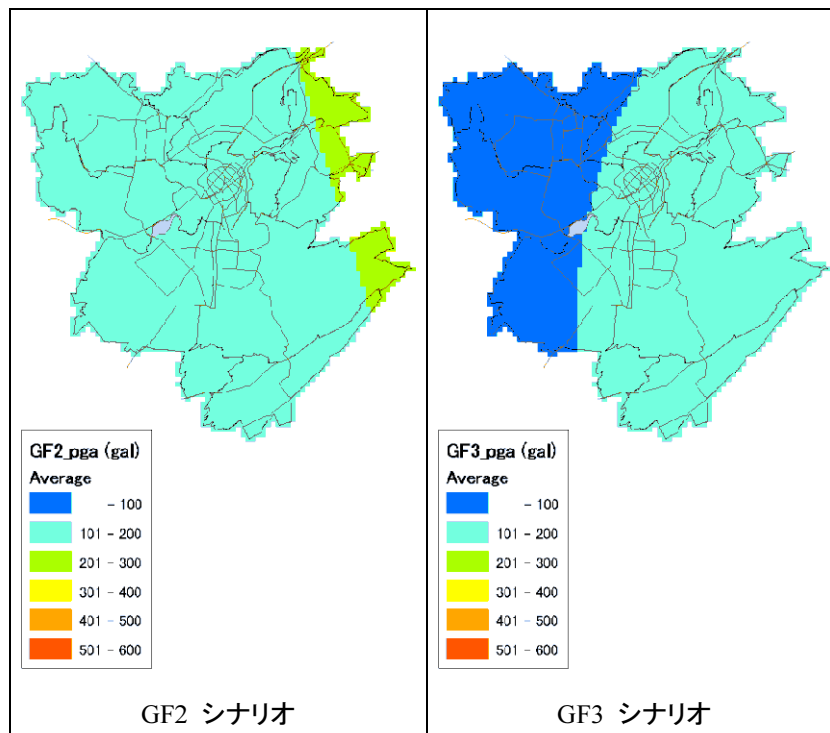 GF2_pga (gal)
Average
- 100
101 - 200
201 - 300
301 - 400
401 - 500
501 - 600
GF2 シナリオ
GF3_pga (gal)
Average
- 100
101 - 200
201 - 300
301 - 400
401 - 500
501 - 600
GF3 シナリオ